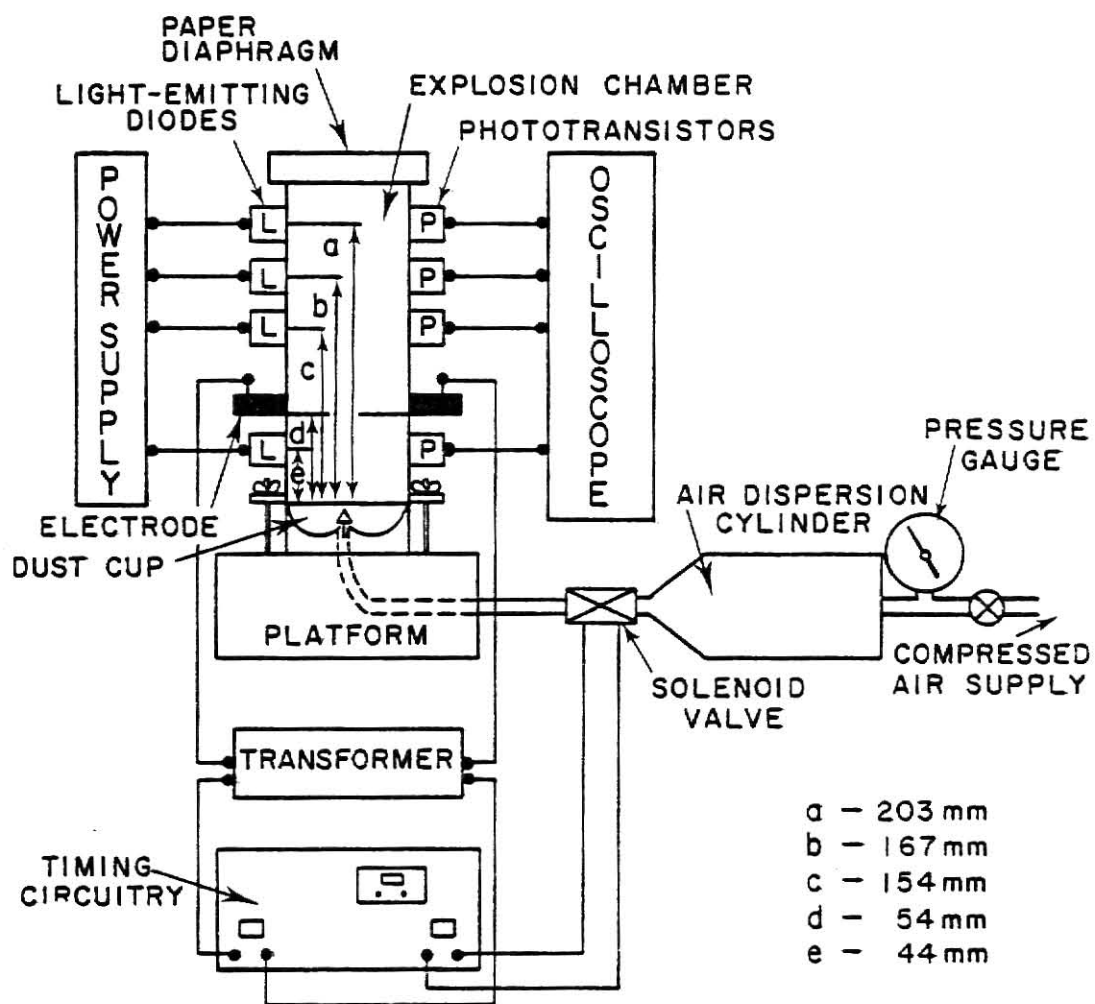 PAPER
DIAPHRAGM
LIGHT-EMITTING
DIODES
EXPLOSION CHAMBER
PHOTOTRANSISTORS
POWER SUPPLY
OSCILLOSCOPE
L
P
a
L
P
b
L
P
c
d
L
P
e
ELECTRODE
DUST CUP
PRESSURE
GAUGE
AIR DISPERSION
CYLINDER
PLATFORM
SOLENOID
VALVE
COMPRESSED
AIR SUPPLY
TRANSFORMER
TIMING
CIRCUITRY
a - 203 mm
b - 167 mm
c - 154 mm
d - 54 mm
e - 44 mm